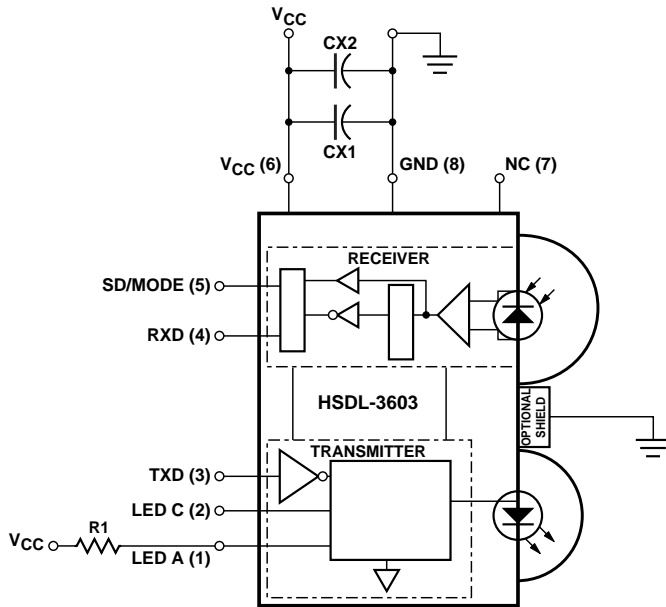 VCC
CX2
CX1
VCC (6)
GND (8)
NC (7)
RECEIVER
SD/MODE (5)
RXD (4)
HSDL-3603
OPTIONAL
SHIELD
TRANSMITTER
TXD (3)
LED C (2)
R1
VCC
LED A (1)